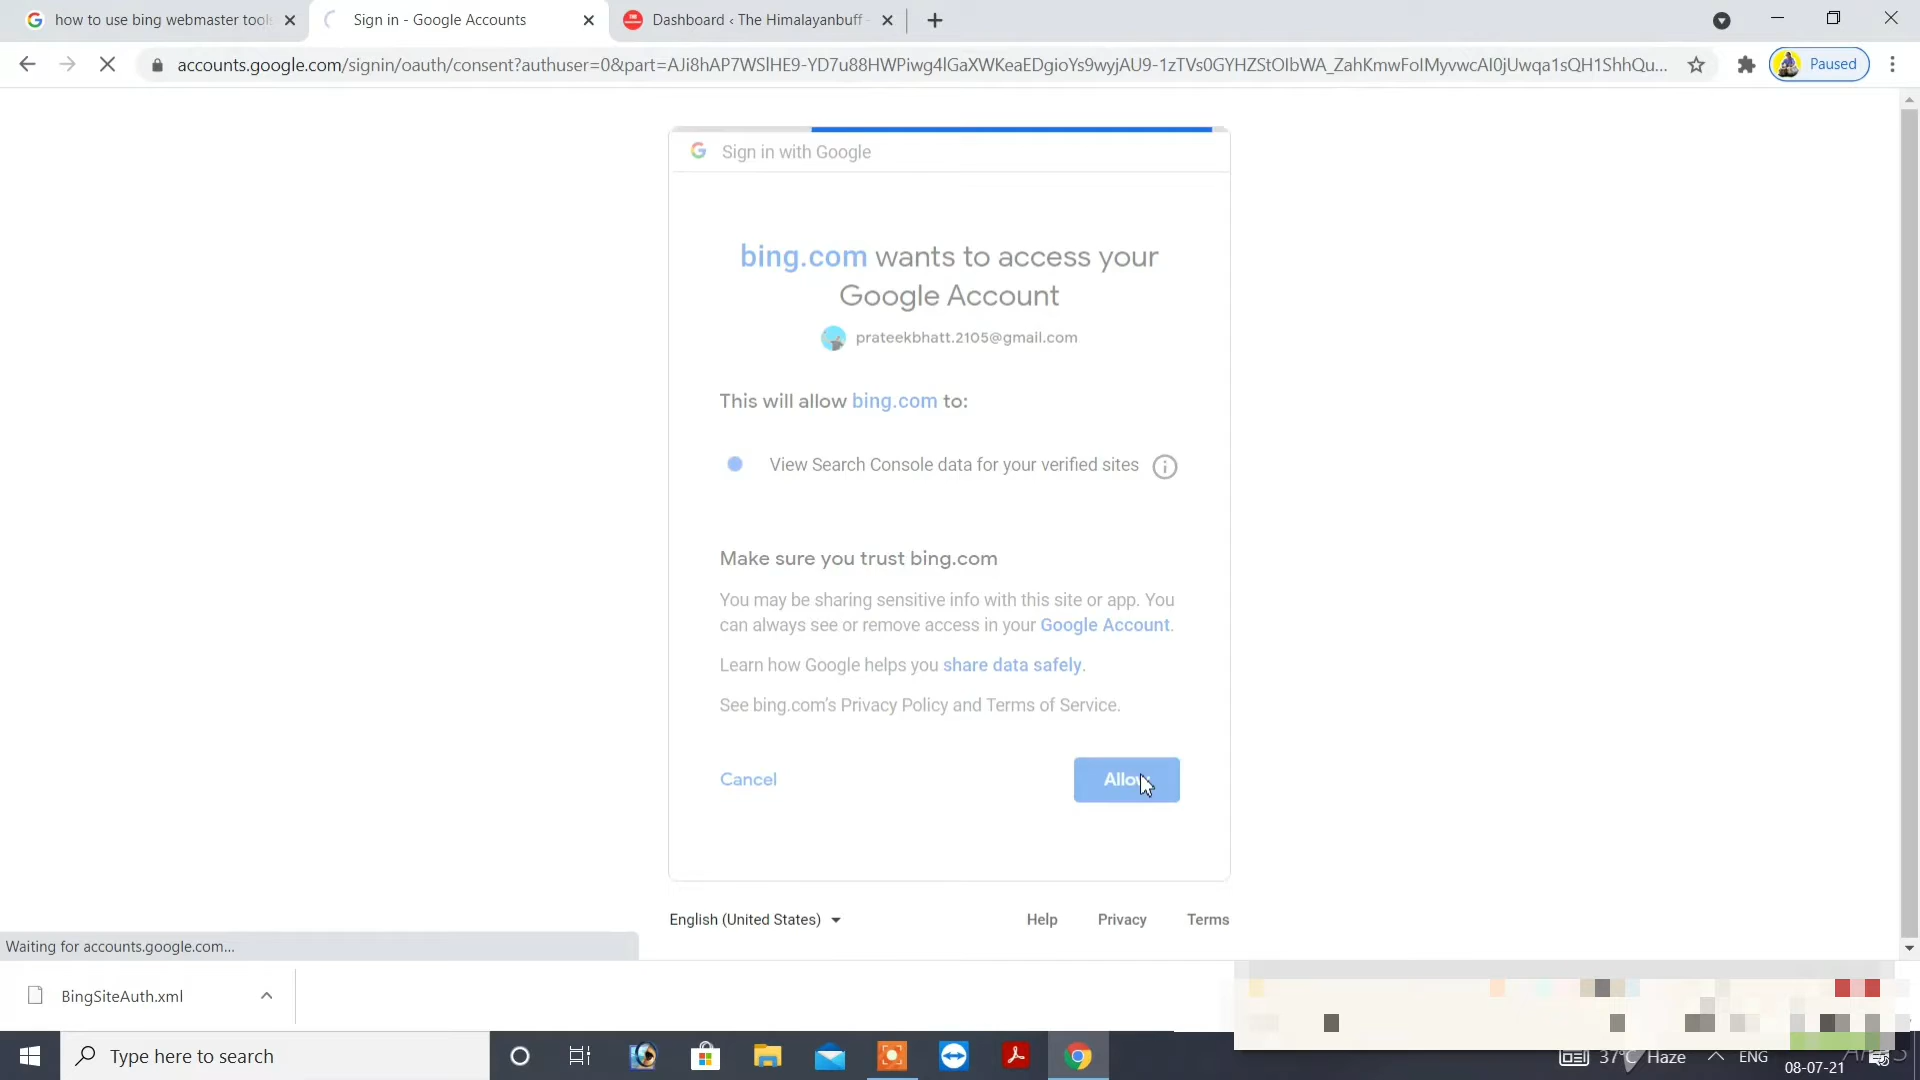 how to use bing webmaster tool
Sign in - Google Accounts
Dashboard ‹ The Himalayanbuff -
accounts.google.com/signin/oauth/consent?authuser=0&part=AJi8hAP7WSlHE9-YD7u88HWPiwg4lGaXWKeaEDgioYs9wyjAU9-1zTVs0GYHZStOIbWA_ZahKmwFoIMyvwcAI0jUwqa1sQH1ShhQu...
Paused
Sign in with Google
bing.com wants to access your
Google Account
prateekbhatt.2105@gmail.com
This will allow bing.com to:
View Search Console data for your verified sites
Make sure you trust bing.com
You may be sharing sensitive info with this site or app. You
can always see or remove access in your Google Account.
Learn how Google helps you share data safely.
See bing.com's Privacy Policy and Terms of Service.
Cancel
Allow
English (United States)
Help
Privacy
Terms
Waiting for accounts.google.com...
BingSiteAuth.xml
Type here to search
37°C Haze
ENG
08-07-21